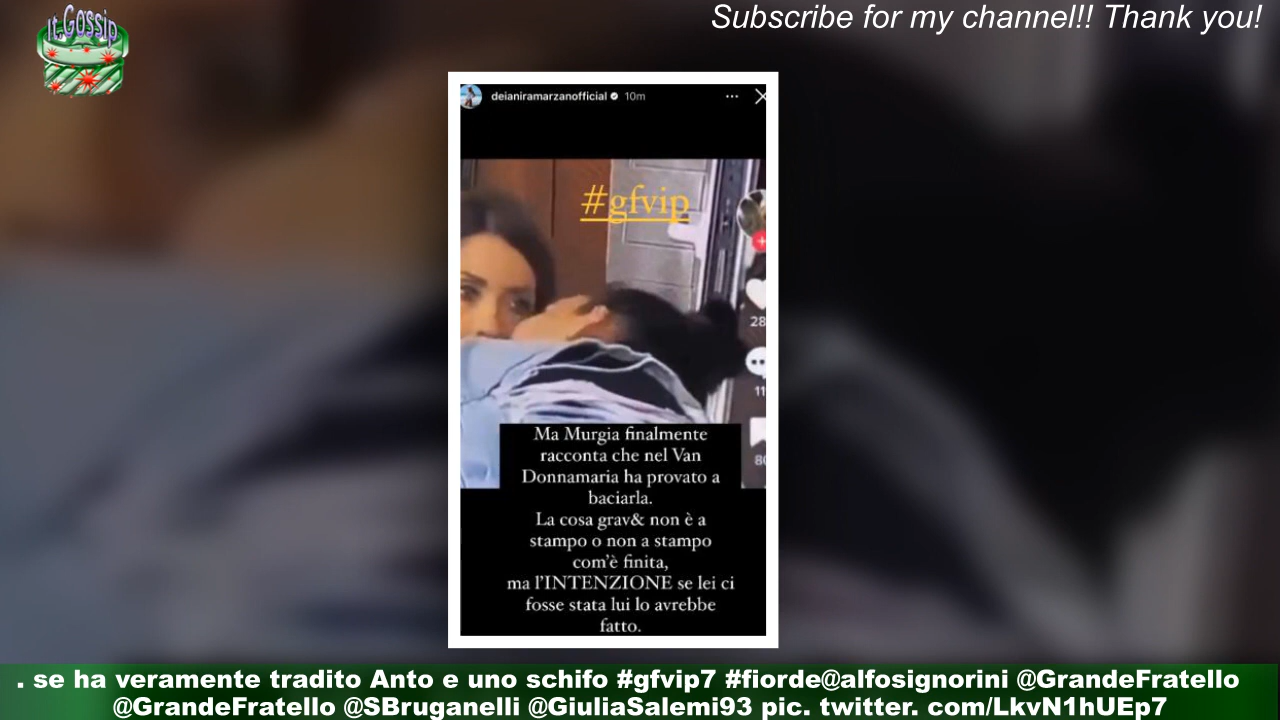 It.Gossip
Subscribe for my channel!! Thank you!
deianiramarzanofficial 10m
#gfvip
28
11
80
Ma Murgia finalmente
racconta che nel Van
Donnamaria ha provato a
baciarla.
La cosa grav& non è a
stampo o non a stampo
com'è finita,
ma l'INTENZIONE se lei ci
fosse stata lui lo avrebbe
fatto.
. se ha veramente tradito Anto e uno schifo #gfvip7 #fiorde@alfosignorini @GrandeFratello
@GrandeFratello @SBruganelli @GiuliaSalemi93 pic. twitter. com/LkvN1hUEp7